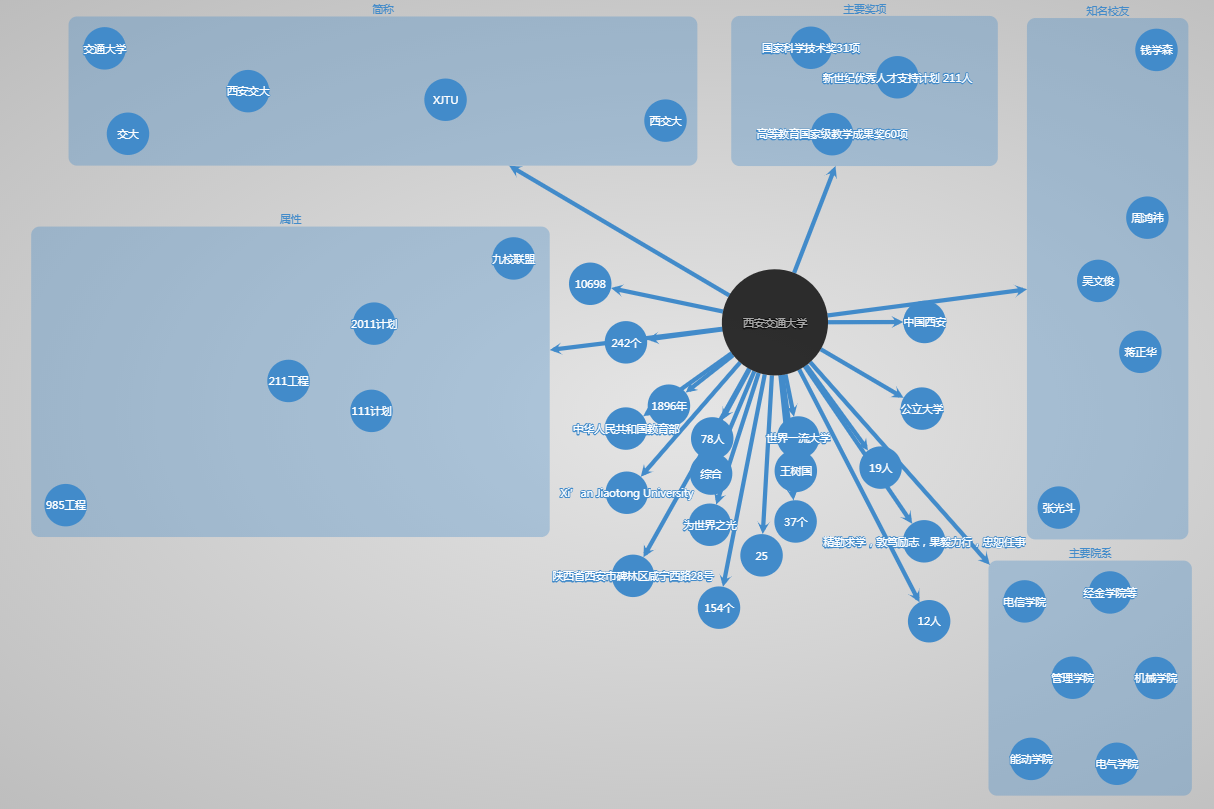 简称
交通大学
西安交大
XJTU
交大
西交大
主要奖项
国家科学技术奖31项
新世纪优秀人才支持计划 211人
高等教育国家级教学成果奖60项
知名校友
钱学森
周鸿祎
吴文俊
蒋正华
张光斗
属性
九校联盟
2011计划
211工程
111计划
985工程
西安交通大学
10698
242个
中国西安
1896年
中华人民共和国教育部
78人
世界一流大学
公立大学
综合
王树国
19人
Xi’an Jiaotong University
为世界之光
37个
精勤求学，敦笃励志，果毅力行，忠恕任事
25
陕西省西安市碑林区咸宁西路28号
154个
12人
主要院系
电信学院
经金学院等
管理学院
机械学院
能动学院
电气学院